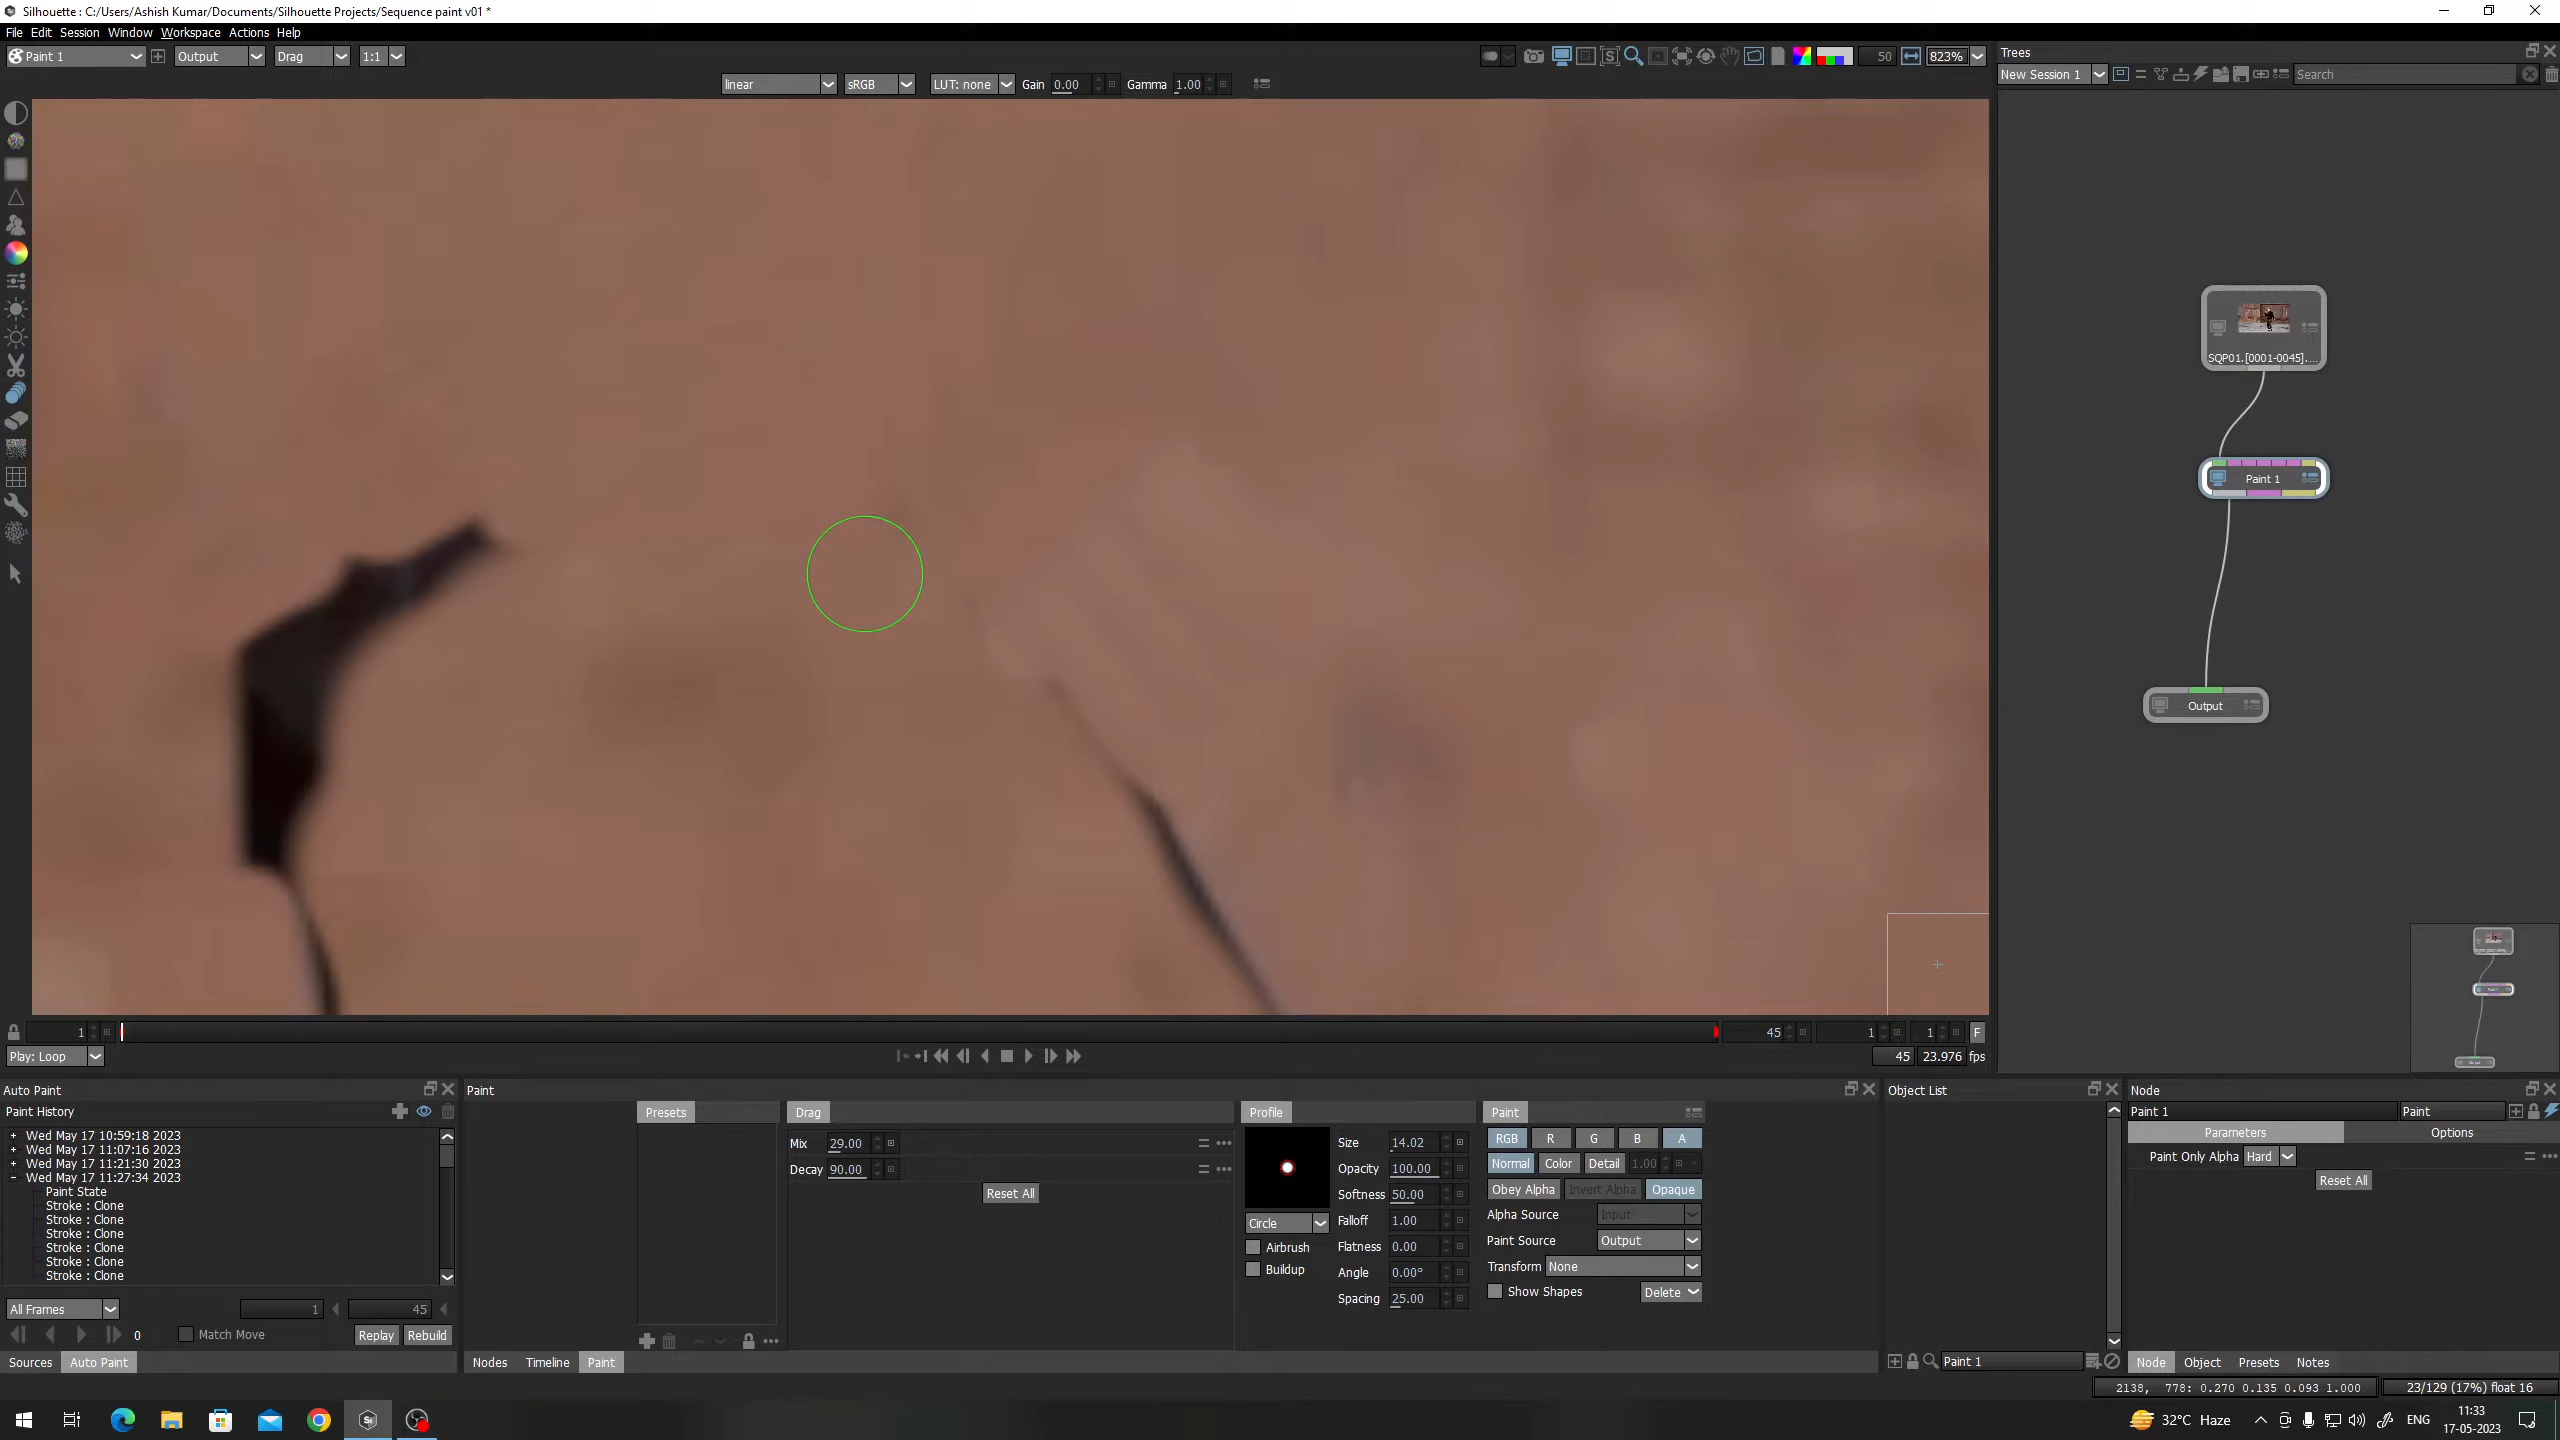 Silhouette : C:/Users/Ashish Kumar/Documents/Silhouette Projects/Sequence paint v01 *
File Edit Session Window Workspace Actions Help
Paint 1 Output Drag 1:1 50 823%
linear sRGB LUT: none Gain 0.00 Gamma 1.00
Trees
New Session 1 Search
SQP01.[0001-0045]....
Paint 1
Output
1 45 1 1 F
Play: Loop 45 23.976 fps
Auto Paint
Paint History
Wed May 17 10:59:18 2023
Wed May 17 11:07:16 2023
Wed May 17 11:21:30 2023
Wed May 17 11:27:34 2023
Paint State
Stroke : Clone
Stroke : Clone
Stroke : Clone
Stroke : Clone
Stroke : Clone
Stroke : Clone
All Frames 1 45
0 Match Move Replay Rebuild
Sources Auto Paint
Paint
Presets
Drag
Mix 29.00
Decay 90.00
Reset All
Profile
Circle
Airbrush
Buildup
Size 14.02
Opacity 100.00
Softness 50.00
Falloff 1.00
Flatness 0.00
Angle 0.00°
Spacing 25.00
Paint
RGB R G B A
Normal Color Detail 1.00
Obey Alpha Invert Alpha Opaque
Alpha Source Input
Paint Source Output
Transform None
Show Shapes Delete
Nodes Timeline Paint
Object List
Paint 1
Node
Paint 1 Paint
Parameters Options
Paint Only Alpha Hard
Reset All
Node Object Presets Notes
2138, 778: 0.270 0.135 0.093 1.000 23/129 (17%) float 16
32°C Haze ENG 11:33
17-05-2023